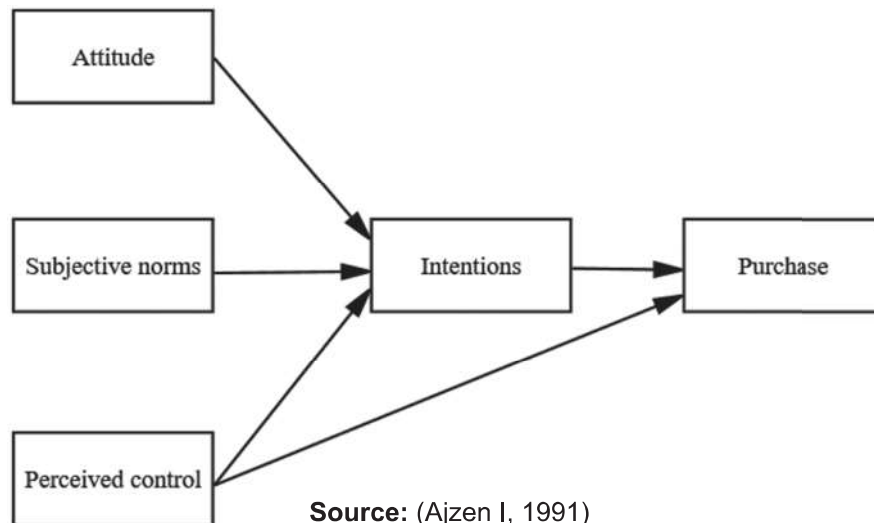 Attitude
Subjective norms
Intentions
Purchase
Perceived control
Source: (Ajzen I, 1991)